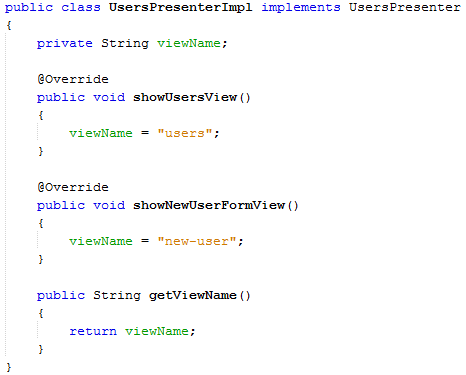 public class UsersPresenterImpl implements UsersPresenter
{
    private String viewName;

    @Override
    public void showUsersView()
    {
        viewName = "users";
    }

    @Override
    public void showNewUserFormView()
    {
        viewName = "new-user";
    }

    public String getViewName()
    {
        return viewName;
    }
}